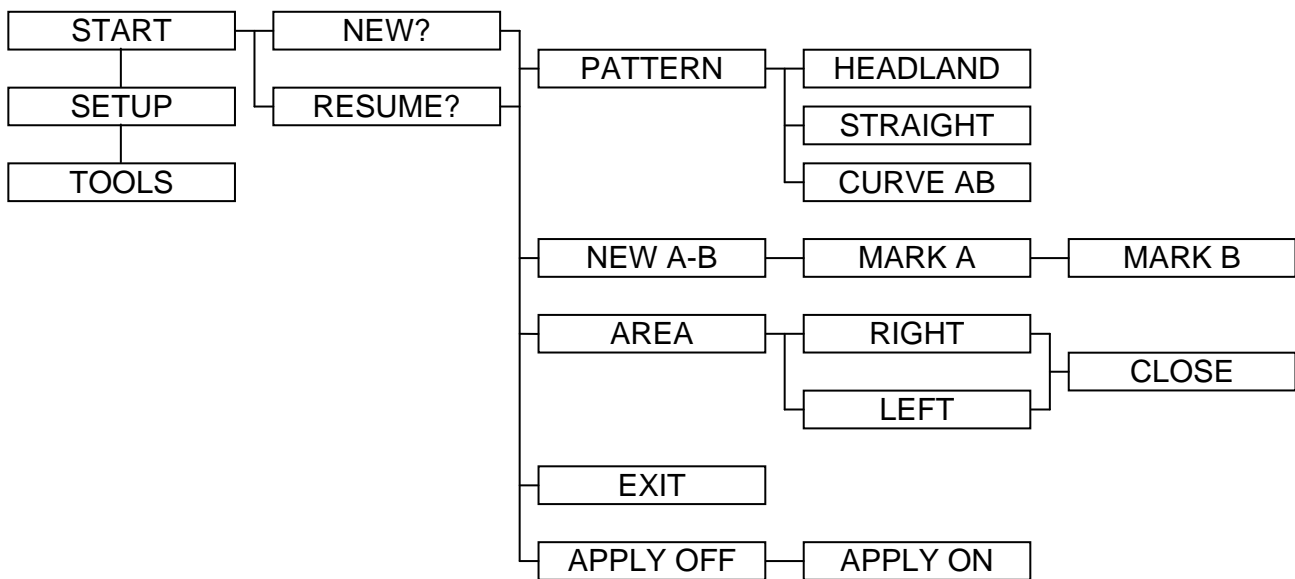 START
NEW?
PATTERN
HEADLAND
SETUP
RESUME?
STRAIGHT
TOOLS
CURVE AB
NEW A-B
MARK A
MARK B
AREA
RIGHT
CLOSE
LEFT
EXIT
APPLY OFF
APPLY ON